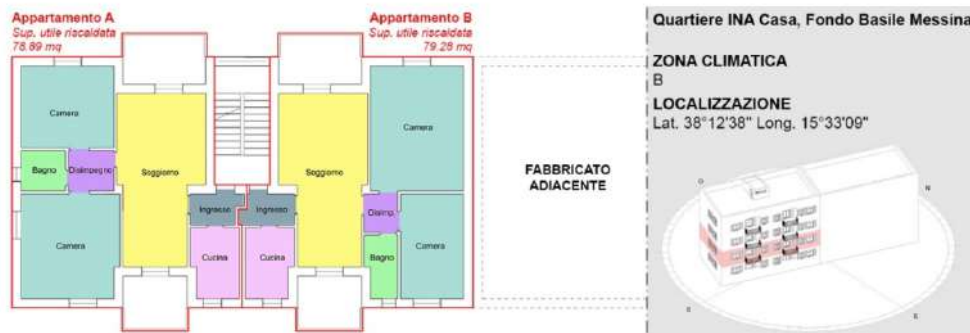 Appartamento A
Sup. utile riscaldata
78.89 mq
Appartamento B
Sup. utile riscaldata
79.28 mq
Camera
Bagno
Disimpegno
Camera
Soggiorno
Ingresso
Cucina
Ingresso
Cucina
Soggiorno
Camera
Disimp.
Bagno
Camera
FABBRICATO
ADIACENTE
Quartiere INA Casa, Fondo Basile Messina
ZONA CLIMATICA
B
LOCALIZZAZIONE
Lat. 38°12'38" Long. 15°33'09"
O
N
S
E